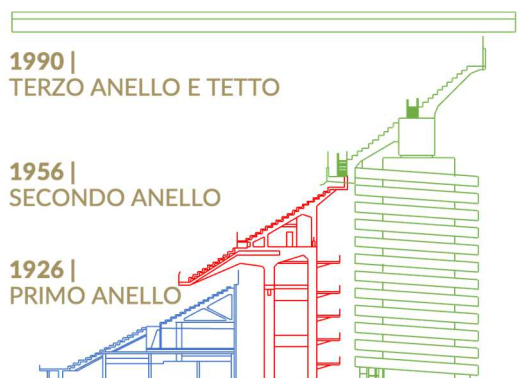 1990 |
TERZO ANELLO E TETTO
1956 |
SECONDO ANELLO
1926 |
PRIMO ANELLO